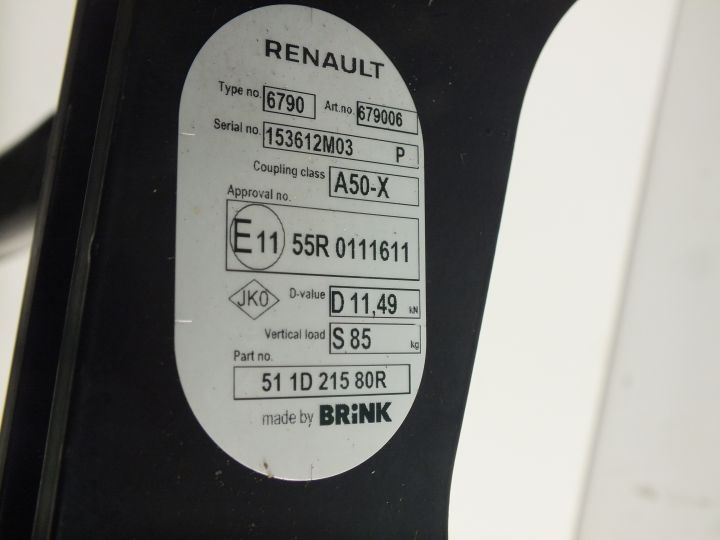 RENAULT
Type no. 6790 Art.no. 679006
Serial no. 153612M03 P
Coupling class A50-X
Approval no.
E11 55R 0111611
JKO D-value D 11,49 kN
Vertical load S 85 kg
Part no.
51 1D 215 80R
made by BRiNK